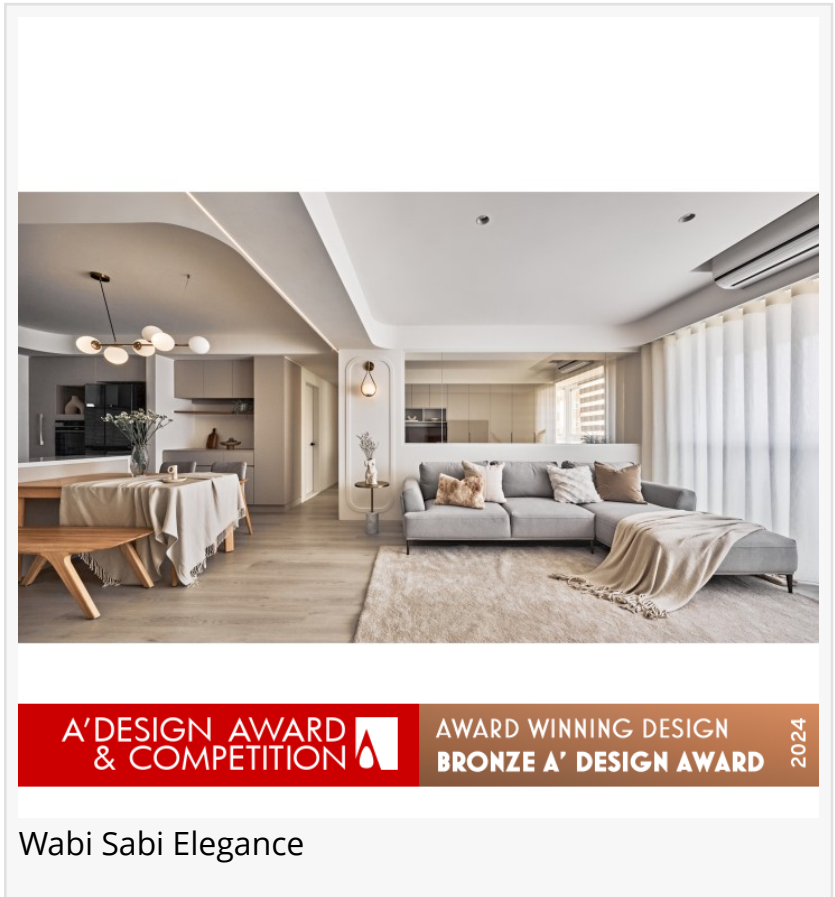 A'DESIGN AWARD
& COMPETITION
AWARD WINNING DESIGN
BRONZE A' DESIGN AWARD
2024
Wabi Sabi Elegance